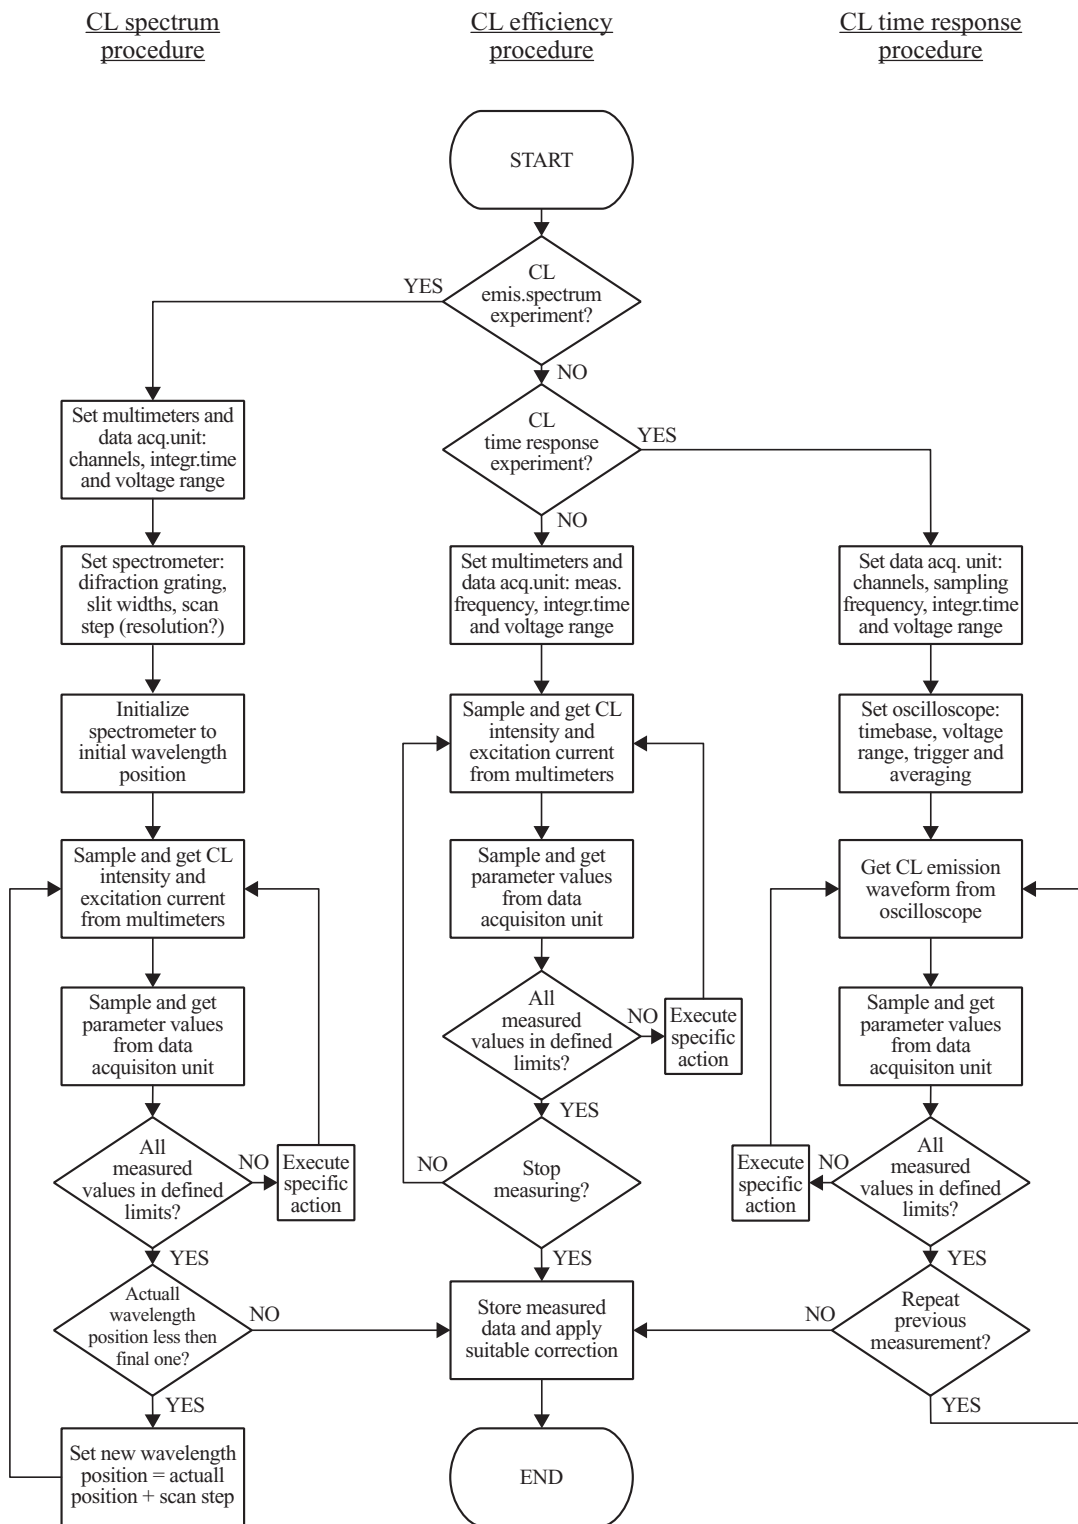 CL spectrum
procedure
CL efficiency
procedure
CL time response
procedure
START
CL
emis.spectrum
experiment?
YES
NO
CL
time response
experiment?
YES
NO
Set multimeters and
data acq.unit:
channels, integr.time
and voltage range
Set spectrometer:
difraction grating,
slit widths, scan
step (resolution?)
Initialize
spectrometer to
initial wavelength
position
Sample and get CL
intensity and
excitation current
from multimeters
Sample and get
parameter values
from data
acquisiton unit
All
measured
values in defined
limits?
NO
Execute
specific
action
YES
Actuall
wavelength
position less then
final one?
NO
YES
Set new wavelength
position = actuall
position + scan step
Set multimeters and
data acq.unit: meas.
frequency, integr.time
and voltage range
Sample and get CL
intensity and
excitation current
from multimeters
Sample and get
parameter values
from data
acquisiton unit
All
measured
values in defined
limits?
NO
Execute
specific
action
YES
Stop
measuring?
NO
YES
Store measured
data and apply
suitable correction
END
Set data acq. unit:
channels, sampling
frequency, integr.time
and voltage range
Set oscilloscope:
timebase, voltage
range, trigger and
averaging
Get CL emission
waveform from
oscilloscope
Sample and get
parameter values
from data
acquisiton unit
All
measured
values in defined
limits?
NO
Execute
specific
action
YES
Repeat
previous
measurement?
NO
YES